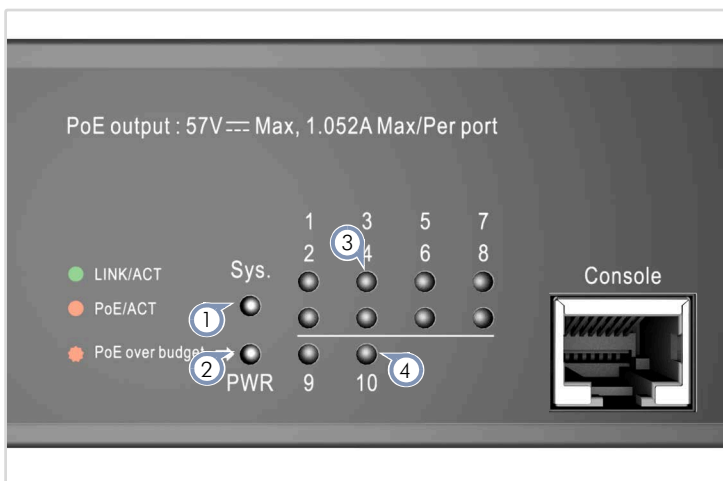 PoE output : 57V⎓ Max, 1.052A Max/Per port
1 3 5 7
2 4 6 8
3
LINK/ACT
Sys.
Console
PoE/ACT
1
PoE over budget
2
4
PWR 9 10